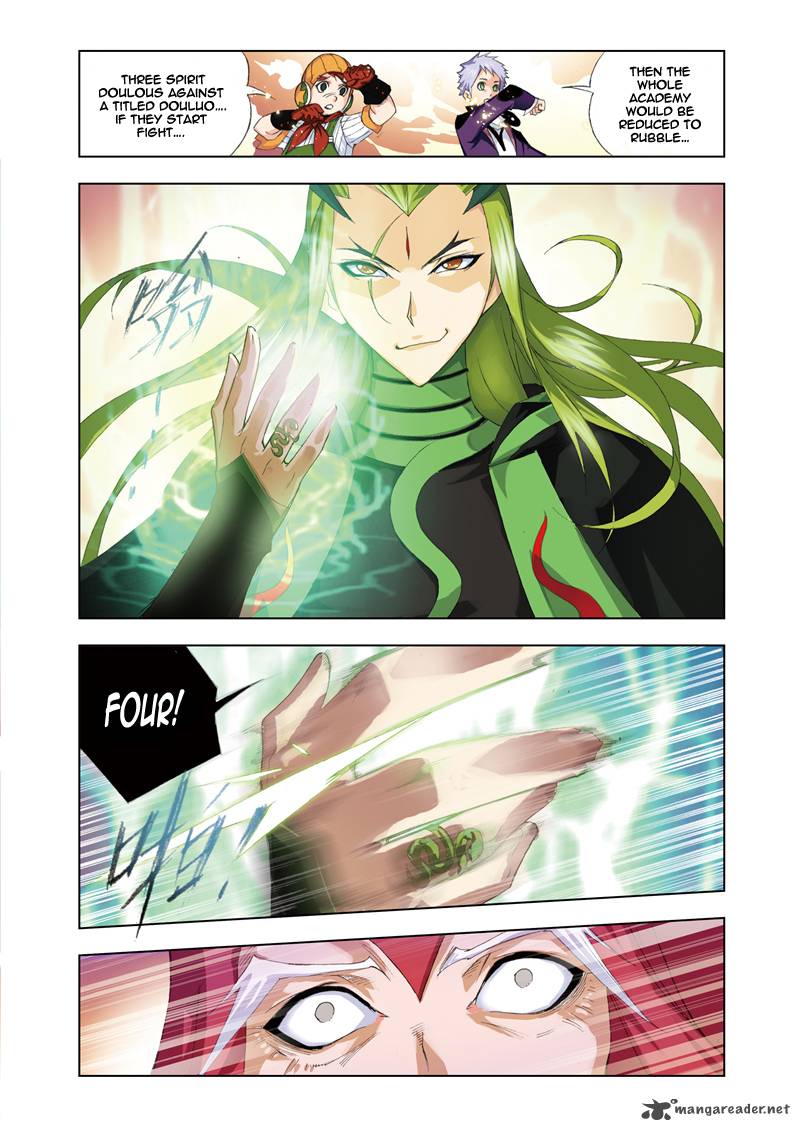 THREE SPIRIT
DOULOUS AGAINST
A TITLED DOULUO....
IF THEY START
FIGHT....
THEN THE
WHOLE
ACADEMY
WOULD BE
REDUCED TO
RUBBLE...
FOUR!
mangareader.net